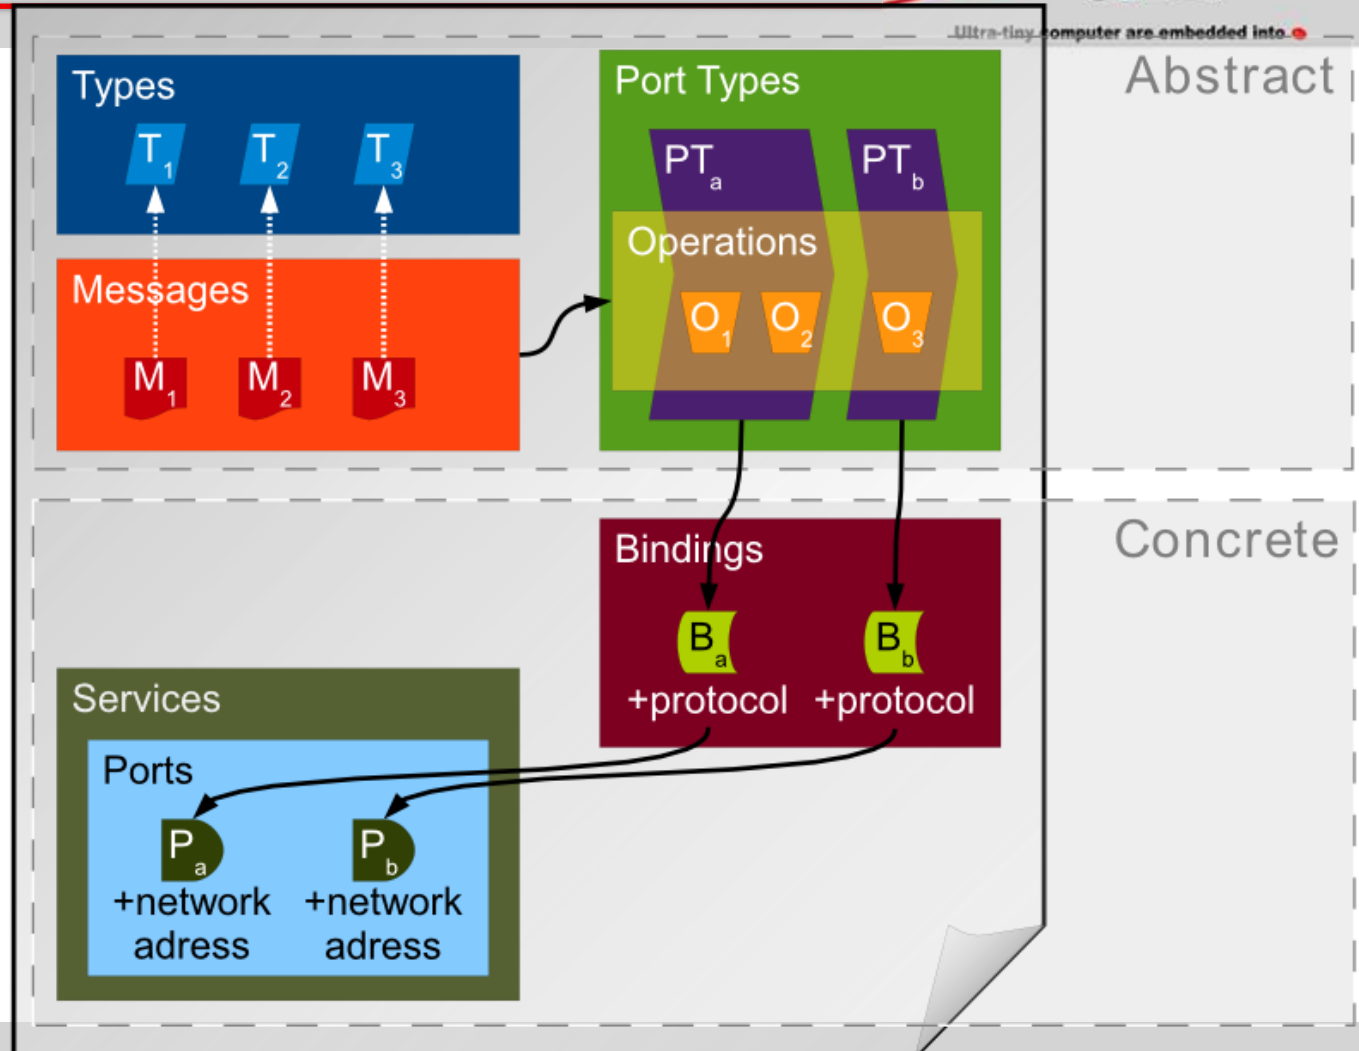 Ultra-tiny computer are embedded into
Abstract
Types
T1 T2 T3
Messages
M1 M2 M3
Port Types
PTa PTb
Operations
O1 O2 O3
Concrete
Bindings
Ba Bb
+protocol +protocol
Services
Ports
Pa Pb
+network +network
adress adress